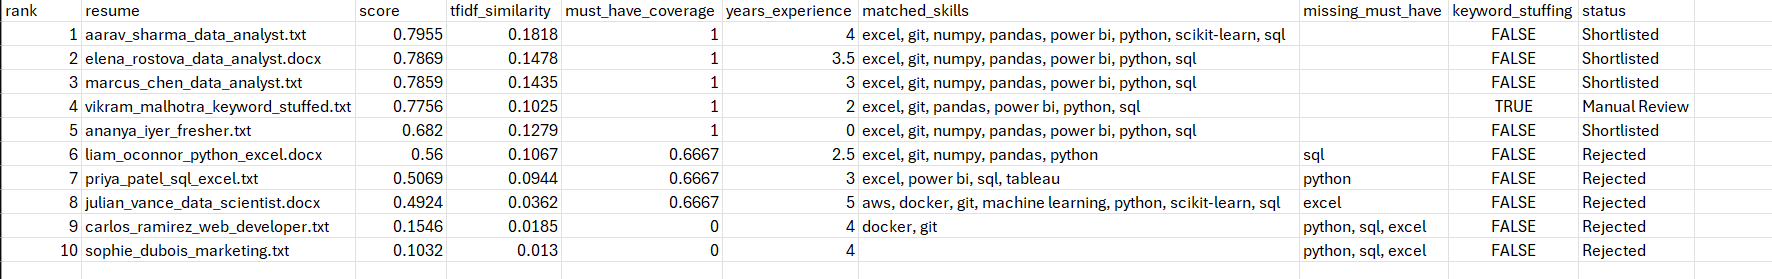 rank resume score tfidf_similarity must_have_coverage years_experience matched_skills missing_must_have keyword_stuffing status
1 aarav_sharma_data_analyst.txt 0.7955 0.1818 1 4 excel, git, numpy, pandas, power bi, python, scikit-learn, sql FALSE Shortlisted
2 elena_rostova_data_analyst.docx 0.7869 0.1478 1 3.5 excel, git, numpy, pandas, power bi, python, sql FALSE Shortlisted
3 marcus_chen_data_analyst.txt 0.7859 0.1435 1 3 excel, git, numpy, pandas, power bi, python, sql FALSE Shortlisted
4 vikram_malhotra_keyword_stuffed.txt 0.7756 0.1025 1 2 excel, git, pandas, power bi, python, sql TRUE Manual Review
5 ananya_iyer_fresher.txt 0.682 0.1279 1 0 excel, git, numpy, pandas, power bi, python, sql FALSE Shortlisted
6 liam_oconnor_python_excel.docx 0.56 0.1067 0.6667 2.5 excel, git, numpy, pandas, python sql FALSE Rejected
7 priya_patel_sql_excel.txt 0.5069 0.0944 0.6667 3 excel, power bi, sql, tableau python FALSE Rejected
8 julian_vance_data_scientist.docx 0.4924 0.0362 0.6667 5 aws, docker, git, machine learning, python, scikit-learn, sql excel FALSE Rejected
9 carlos_ramirez_web_developer.txt 0.1546 0.0185 0 4 docker, git python, sql, excel FALSE Rejected
10 sophie_dubois_marketing.txt 0.1032 0.013 0 4 python, sql, excel FALSE Rejected